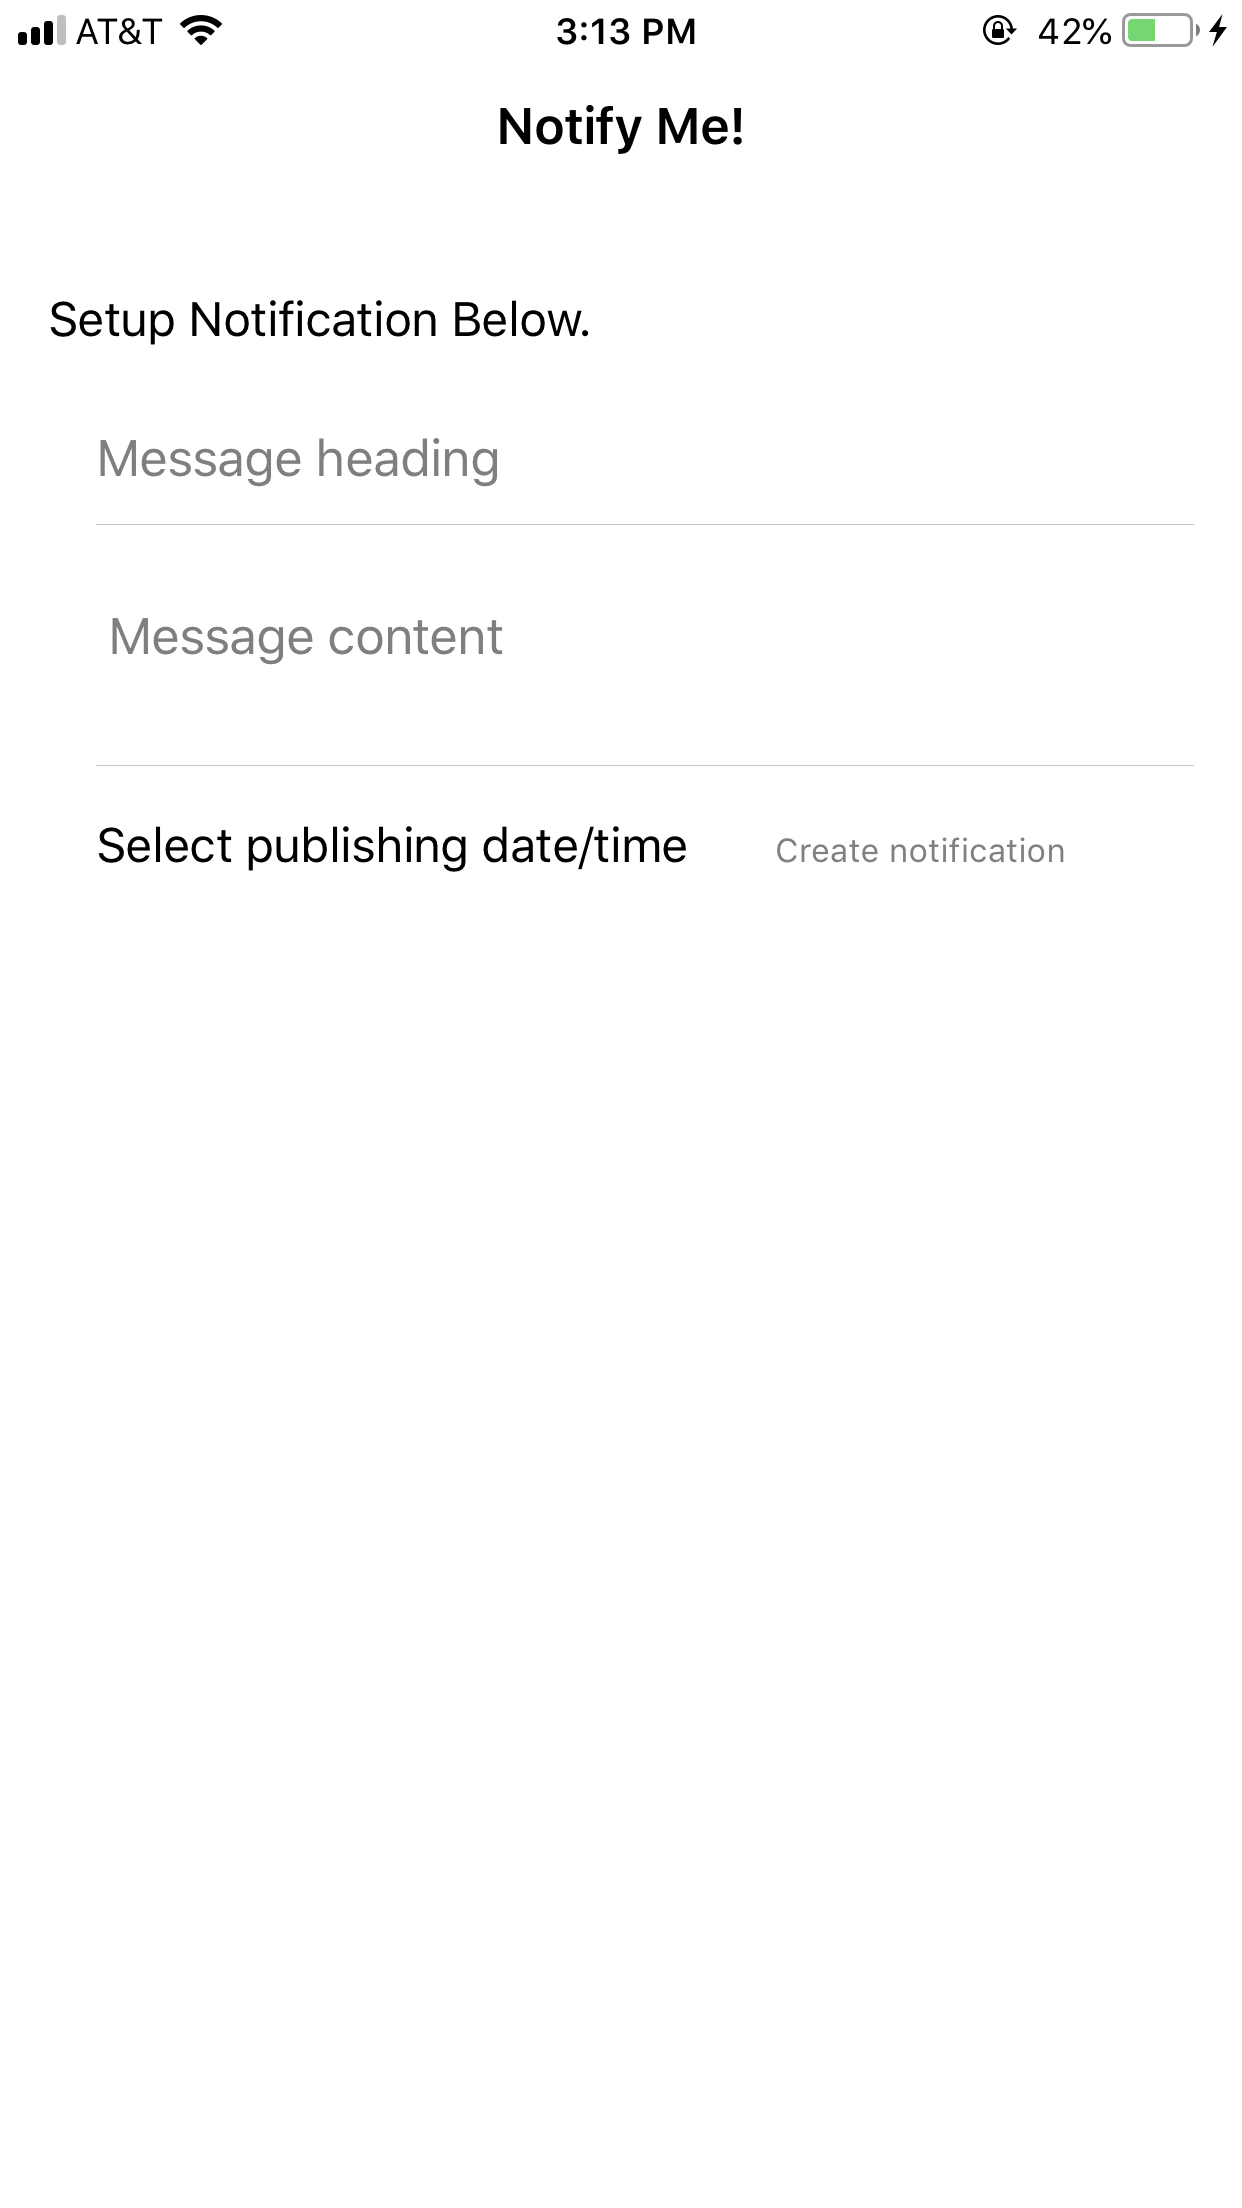 AT&T 3:13 PM 42%
Notify Me!
Setup Notification Below.
Message heading
Message content
Select publishing date/time Create notification